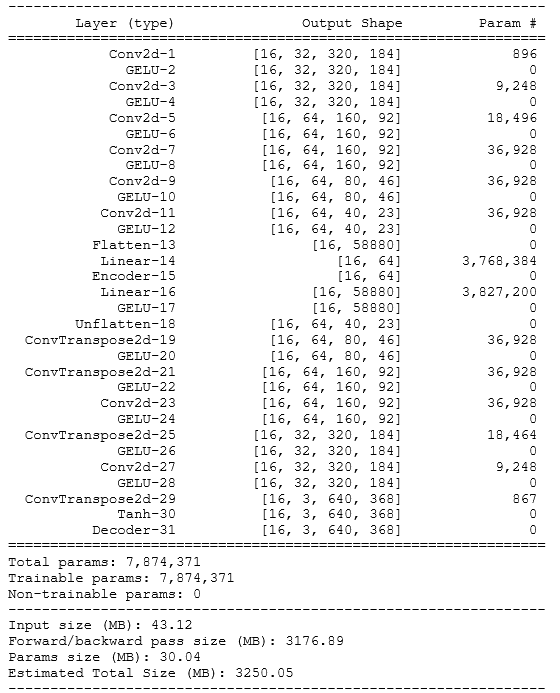 ----------------------------------------------------------------
Layer (type) Output Shape Param #
================================================================
Conv2d-1 [16, 32, 320, 184] 896
GELU-2 [16, 32, 320, 184] 0
Conv2d-3 [16, 32, 320, 184] 9,248
GELU-4 [16, 32, 320, 184] 0
Conv2d-5 [16, 64, 160, 92] 18,496
GELU-6 [16, 64, 160, 92] 0
Conv2d-7 [16, 64, 160, 92] 36,928
GELU-8 [16, 64, 160, 92] 0
Conv2d-9 [16, 64, 80, 46] 36,928
GELU-10 [16, 64, 80, 46] 0
Conv2d-11 [16, 64, 40, 23] 36,928
GELU-12 [16, 64, 40, 23] 0
Flatten-13 [16, 58880] 0
Linear-14 [16, 64] 3,768,384
Encoder-15 [16, 64] 0
Linear-16 [16, 58880] 3,827,200
GELU-17 [16, 58880] 0
Unflatten-18 [16, 64, 40, 23] 0
ConvTranspose2d-19 [16, 64, 80, 46] 36,928
GELU-20 [16, 64, 80, 46] 0
ConvTranspose2d-21 [16, 64, 160, 92] 36,928
GELU-22 [16, 64, 160, 92] 0
Conv2d-23 [16, 64, 160, 92] 36,928
GELU-24 [16, 64, 160, 92] 0
ConvTranspose2d-25 [16, 32, 320, 184] 18,464
GELU-26 [16, 32, 320, 184] 0
Conv2d-27 [16, 32, 320, 184] 9,248
GELU-28 [16, 32, 320, 184] 0
ConvTranspose2d-29 [16, 3, 640, 368] 867
Tanh-30 [16, 3, 640, 368] 0
Decoder-31 [16, 3, 640, 368] 0
================================================================
Total params: 7,874,371
Trainable params: 7,874,371
Non-trainable params: 0
----------------------------------------------------------------
Input size (MB): 43.12
Forward/backward pass size (MB): 3176.89
Params size (MB): 30.04
Estimated Total Size (MB): 3250.05
----------------------------------------------------------------